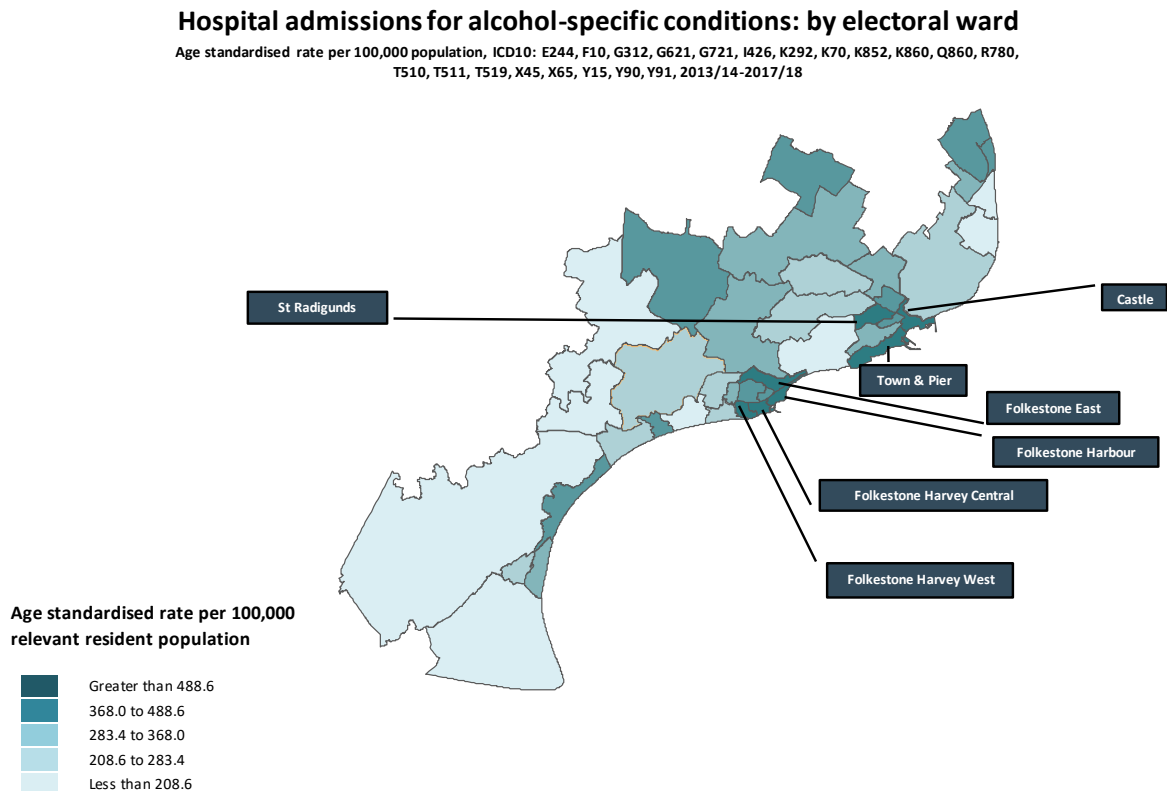 Hospital admissions for alcohol-specific conditions: by electoral ward
Age standardised rate per 100,000 population, ICD10: E244, F10, G312, G621, G721, I426, K292, K70, K852, K860, Q860, R780,
T510, T511, T519, X45, X65, Y15, Y90, Y91, 2013/14-2017/18
St Radigunds
Castle
Town & Pier
Folkestone East
Folkestone Harbour
Folkestone Harvey Central
Folkestone Harvey West
Age standardised rate per 100,000
relevant resident population
Greater than 488.6
368.0 to 488.6
283.4 to 368.0
208.6 to 283.4
Less than 208.6